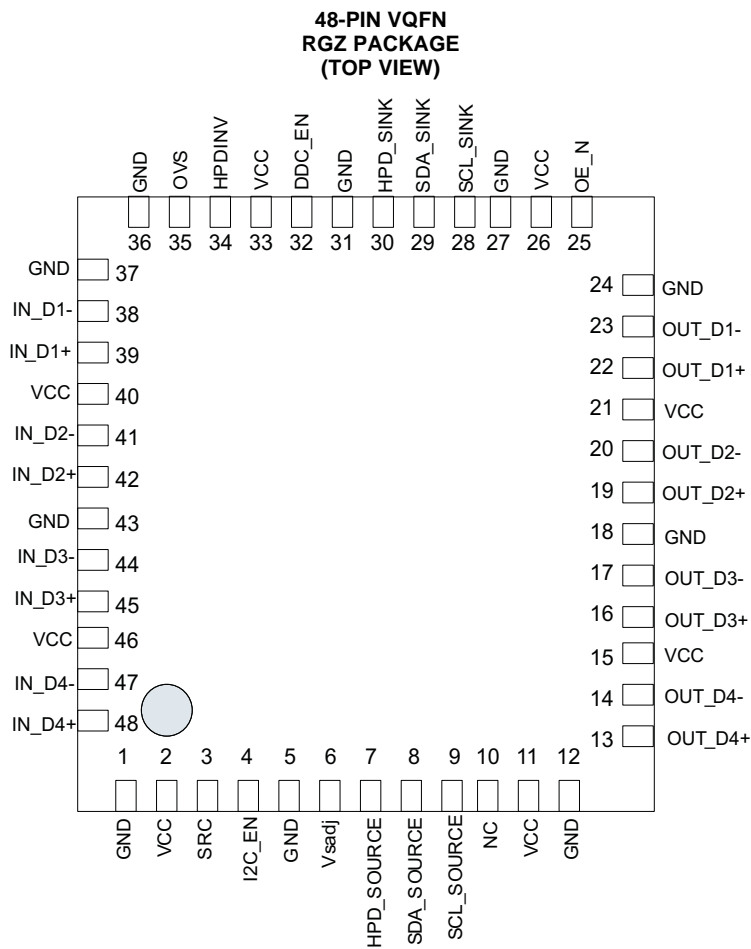 48-PIN VQFN
RGZ PACKAGE
(TOP VIEW)
GND
OVS
HPDINV
VCC
DDC_EN
GND
HPD_SINK
SDA_SINK
SCL_SINK
GND
VCC
OE_N
36 35 34 33 32 31 30 29 28 27 26 25
GND 37
IN_D1- 38
IN_D1+ 39
VCC 40
IN_D2- 41
IN_D2+ 42
GND 43
IN_D3- 44
IN_D3+ 45
VCC 46
IN_D4- 47
IN_D4+ 48
24 GND
23 OUT_D1-
22 OUT_D1+
21 VCC
20 OUT_D2-
19 OUT_D2+
18 GND
17 OUT_D3-
16 OUT_D3+
15 VCC
14 OUT_D4-
13 OUT_D4+
1 2 3 4 5 6 7 8 9 10 11 12
GND
VCC
SRC
I2C_EN
GND
Vsadj
HPD_SOURCE
SDA_SOURCE
SCL_SOURCE
NC
VCC
GND